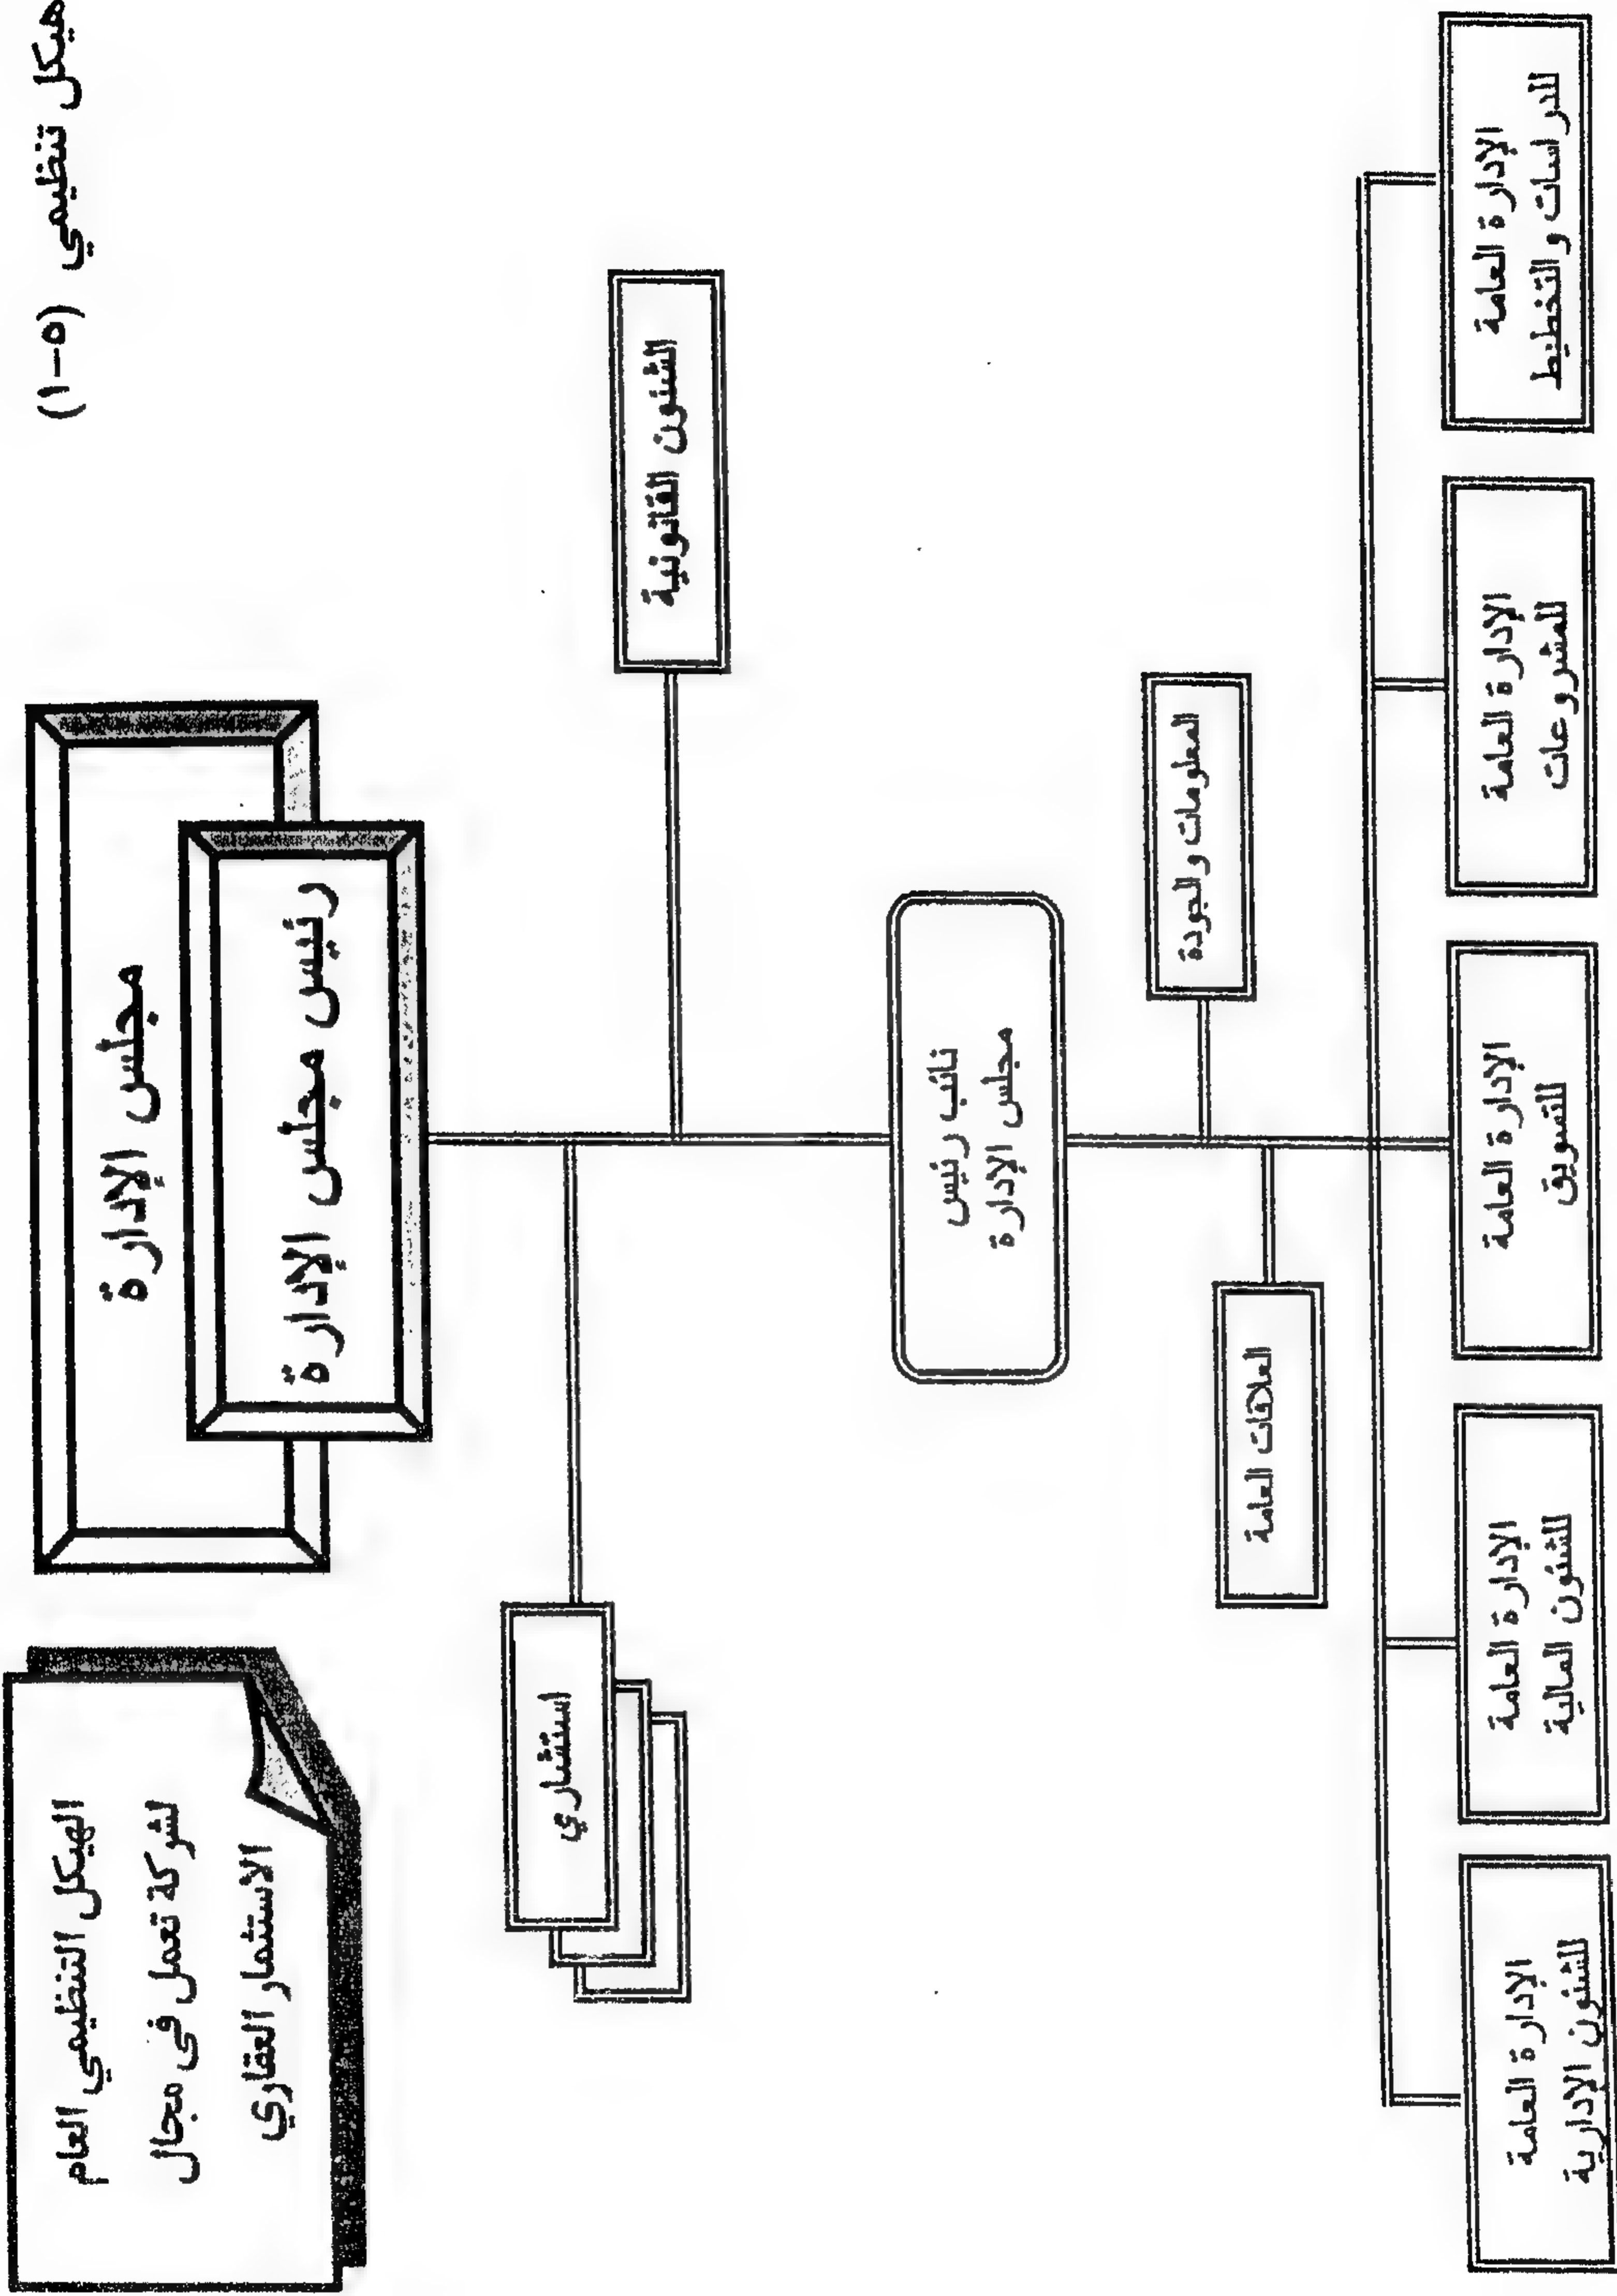 هيكل تنظيمي (٥-١)
مجلس الإدارة
رئيس مجلس الإدارة
الهيكل التنظيمي العام
لشركة تعمل فى مجال
الاستثمار العقاري
الشئون القانونية
استشاري
نائب رئيس
مجلس الإدارة
المعلومات والجودة
العلاقات العامة
الإدارة العامة
للدراسات والتخطيط
الإدارة العامة
للمشروعات
الإدارة العامة
للتسويق
الإدارة العامة
للشئون المالية
الإدارة العامة
للشئون الإدارية